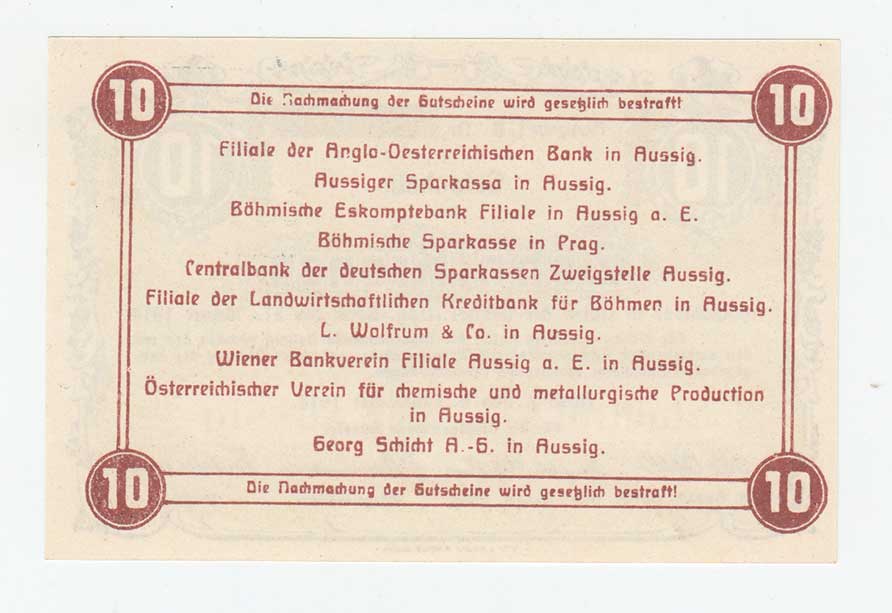 10 Die Nachmachung der Gutscheine wird gesetzlich bestraft! 10
Filiale der Anglo-Oesterreichischen Bank in Aussig.
Aussiger Sparkassa in Aussig.
Böhmische Eskomptebank Filiale in Aussig a. E.
Böhmische Sparkasse in Prag.
Centralbank der deutschen Sparkassen Zweigstelle Aussig.
Filiale der Landwirtschaftlichen Kreditbank für Böhmen in Aussig.
L. Wolfrum & Co. in Aussig.
Wiener Bankverein Filiale Aussig a. E. in Aussig.
Österreichischer Verein für chemische und metallurgische Production
in Aussig.
Georg Schicht A.-G. in Aussig.
10 Die Nachmachung der Gutscheine wird gesetzlich bestraft! 10